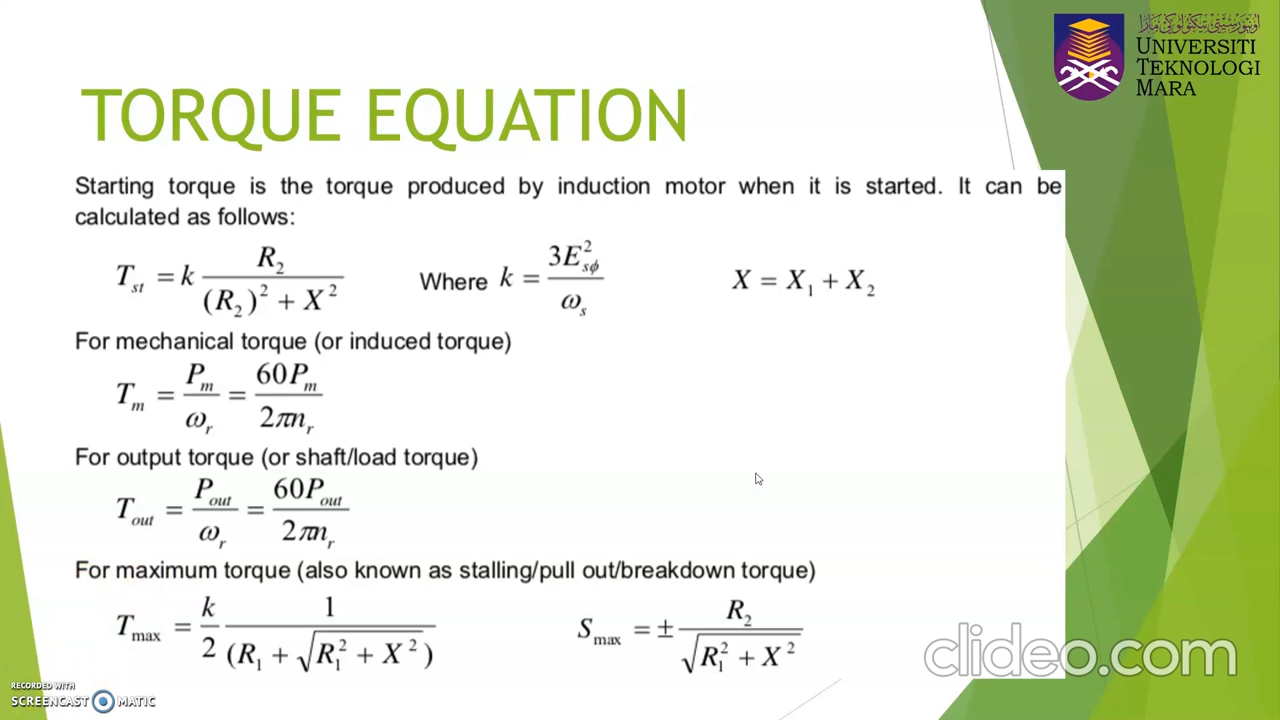 اونيورسيتي تيکنولوڬي مارا
UNIVERSITI
TEKNOLOGI
MARA
TORQUE EQUATION
Starting torque is the torque produced by induction motor when it is started. It can be
calculated as follows:
T_st = k R_2 / ((R_2)^2 + X^2) Where k = 3E_sϕ^2 / ω_s X = X_1 + X_2
For mechanical torque (or induced torque)
T_m = P_m / ω_r = 60P_m / 2πn_r
For output torque (or shaft/load torque)
T_out = P_out / ω_r = 60P_out / 2πn_r
For maximum torque (also known as stalling/pull out/breakdown torque)
T_max = k/2 1 / (R_1 + √(R_1^2 + X^2)) S_max = ± R_2 / √(R_1^2 + X^2)
clideo.com
RECORDED WITH
SCREENCAST MATIC